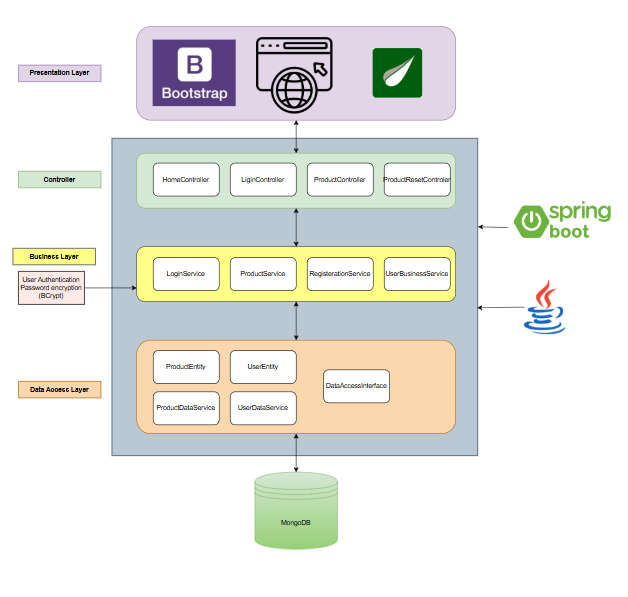 Presentation Layer
B
Bootstrap
Controller
HomeController
LiginController
ProductController
ProductResetControler
spring
boot
Business Layer
User Authentication
Password encryption
(BCrypt)
LoginService
ProductService
RegisterationService
UserBusinessService
Data Access Layer
ProductEntity
UserEntity
DataAccessInterface
ProductDataService
UserDataService
MongoDB